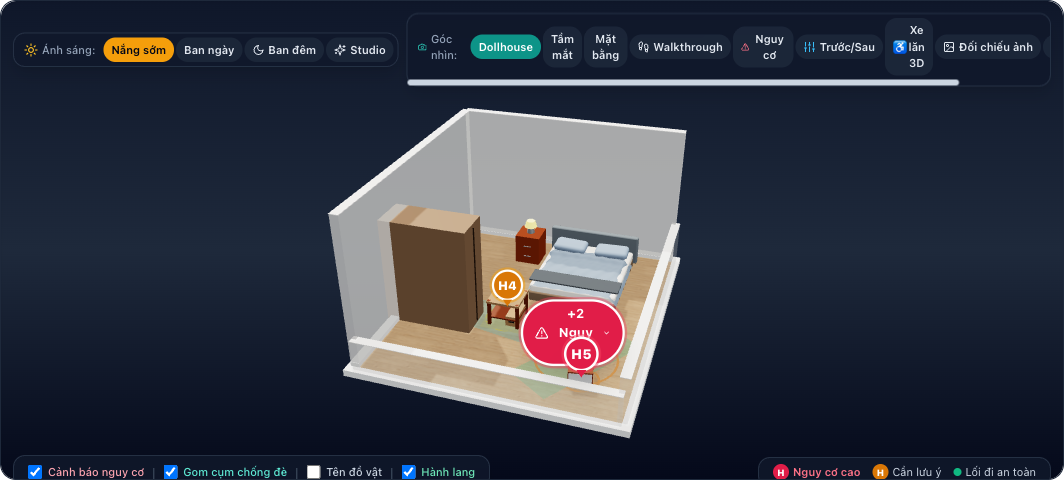 Ánh sáng: Nắng sớm Ban ngày Ban đêm Studio
Góc nhìn: Dollhouse Tầm mắt Mặt bằng Walkthrough Nguy cơ Trước/Sau Xe lăn 3D Đối chiếu ảnh
H4
+2
Nguy
H5
Cảnh báo nguy cơ | Gom cụm chống đè | Tên đồ vật | Hành lang
H Nguy cơ cao H Cần lưu ý Lối đi an toàn